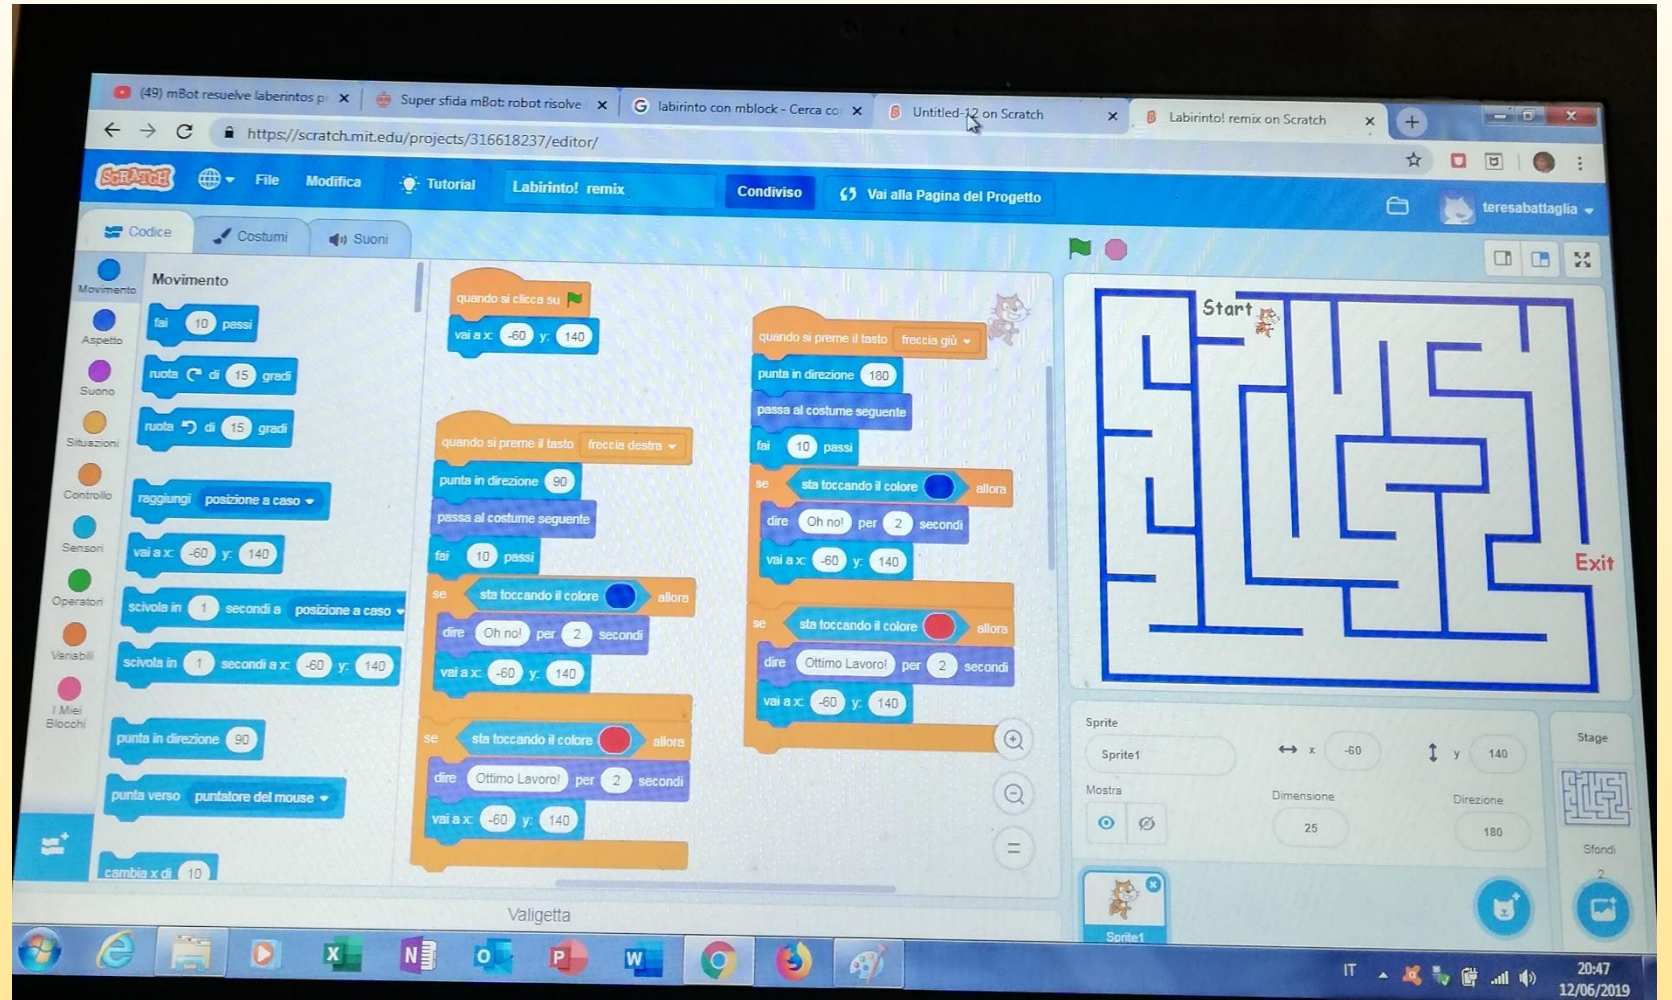 (49) mBot resuelve laberintos p
Super sfida mBot: robot risolve
labirinto con mblock - Cerca co
Untitled-12 on Scratch
Labirinto! remix on Scratch
https://scratch.mit.edu/projects/316618237/editor/
SCRATCH
File
Modifica
Tutorial
Labirinto! remix
Condiviso
Vai alla Pagina del Progetto
teresabattaglia
Codice
Costumi
Suoni
Movimento
Aspetto
Suono
Situazioni
Controllo
Sensori
Operatori
Variabili
I Miei
Blocchi
Movimento
fai 10 passi
ruota di 15 gradi
ruota di 15 gradi
raggiungi posizione a caso
vai a x: -60 y: 140
scivola in 1 secondi a posizione a caso
scivola in 1 secondi a x: -60 y: 140
punta in direzione 90
punta verso puntatore del mouse
cambia x di 10
quando si clicca su
vai a x: -60 y: 140
quando si preme il tasto freccia destra
punta in direzione 90
passa al costume seguente
fai 10 passi
se sta toccando il colore allora
dire Oh no! per 2 secondi
vai a x: -60 y: 140
se sta toccando il colore allora
dire Ottimo Lavoro! per 2 secondi
vai a x: -60 y: 140
quando si preme il tasto freccia giù
punta in direzione 180
passa al costume seguente
fai 10 passi
se sta toccando il colore allora
dire Oh no! per 2 secondi
vai a x: -60 y: 140
se sta toccando il colore allora
dire Ottimo Lavoro! per 2 secondi
vai a x: -60 y: 140
Start
Exit
Sprite
Sprite1
x -60
y 140
Mostra
Dimensione
25
Direzione
180
Sprite1
Stage
Sfondi
2
Valigetta
IT
20:47
12/06/2019